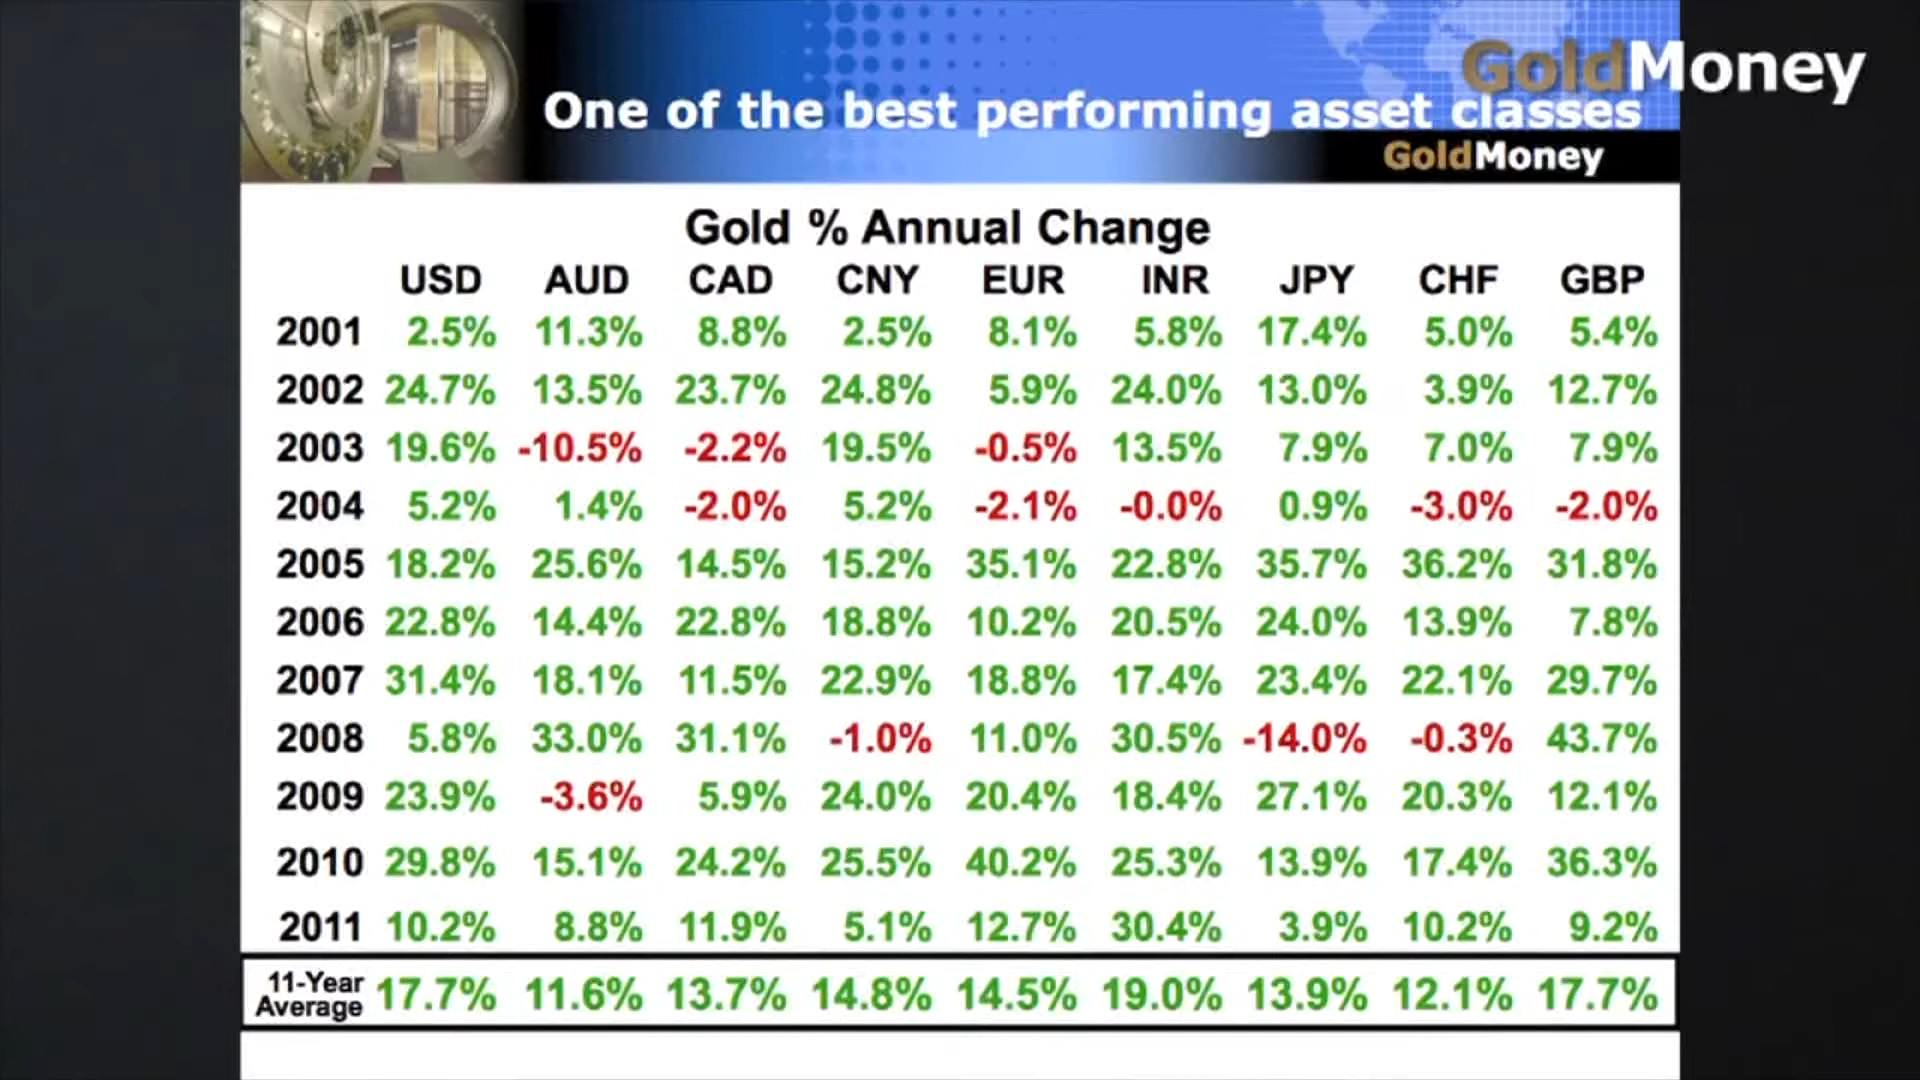 GoldMoney
One of the best performing asset classes
GoldMoney
Gold % Annual Change
USD AUD CAD CNY EUR INR JPY CHF GBP
2001 2.5% 11.3% 8.8% 2.5% 8.1% 5.8% 17.4% 5.0% 5.4%
2002 24.7% 13.5% 23.7% 24.8% 5.9% 24.0% 13.0% 3.9% 12.7%
2003 19.6% -10.5% -2.2% 19.5% -0.5% 13.5% 7.9% 7.0% 7.9%
2004 5.2% 1.4% -2.0% 5.2% -2.1% -0.0% 0.9% -3.0% -2.0%
2005 18.2% 25.6% 14.5% 15.2% 35.1% 22.8% 35.7% 36.2% 31.8%
2006 22.8% 14.4% 22.8% 18.8% 10.2% 20.5% 24.0% 13.9% 7.8%
2007 31.4% 18.1% 11.5% 22.9% 18.8% 17.4% 23.4% 22.1% 29.7%
2008 5.8% 33.0% 31.1% -1.0% 11.0% 30.5% -14.0% -0.3% 43.7%
2009 23.9% -3.6% 5.9% 24.0% 20.4% 18.4% 27.1% 20.3% 12.1%
2010 29.8% 15.1% 24.2% 25.5% 40.2% 25.3% 13.9% 17.4% 36.3%
2011 10.2% 8.8% 11.9% 5.1% 12.7% 30.4% 3.9% 10.2% 9.2%
11-Year
Average 17.7% 11.6% 13.7% 14.8% 14.5% 19.0% 13.9% 12.1% 17.7%